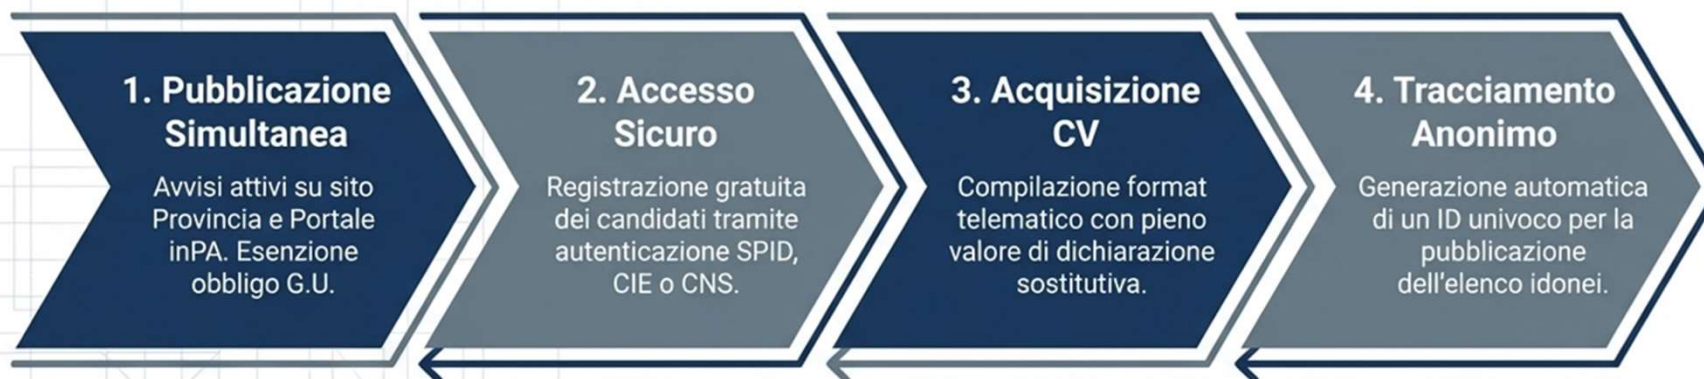 1. Pubblicazione
Simultanea
Avvisi attivi su sito
Provincia e Portale
inPA. Esenzione
obbligo G.U.
2. Accesso
Sicuro
Registrazione gratuita
dei candidati tramite
autenticazione SPID,
CIE o CNS.
3. Acquisizione
CV
Compilazione format
telematico con pieno
valore di dichiarazione
sostitutiva.
4. Tracciamento
Anonimo
Generazione automatica
di un ID univoco per la
pubblicazione
dell'elenco idonei.